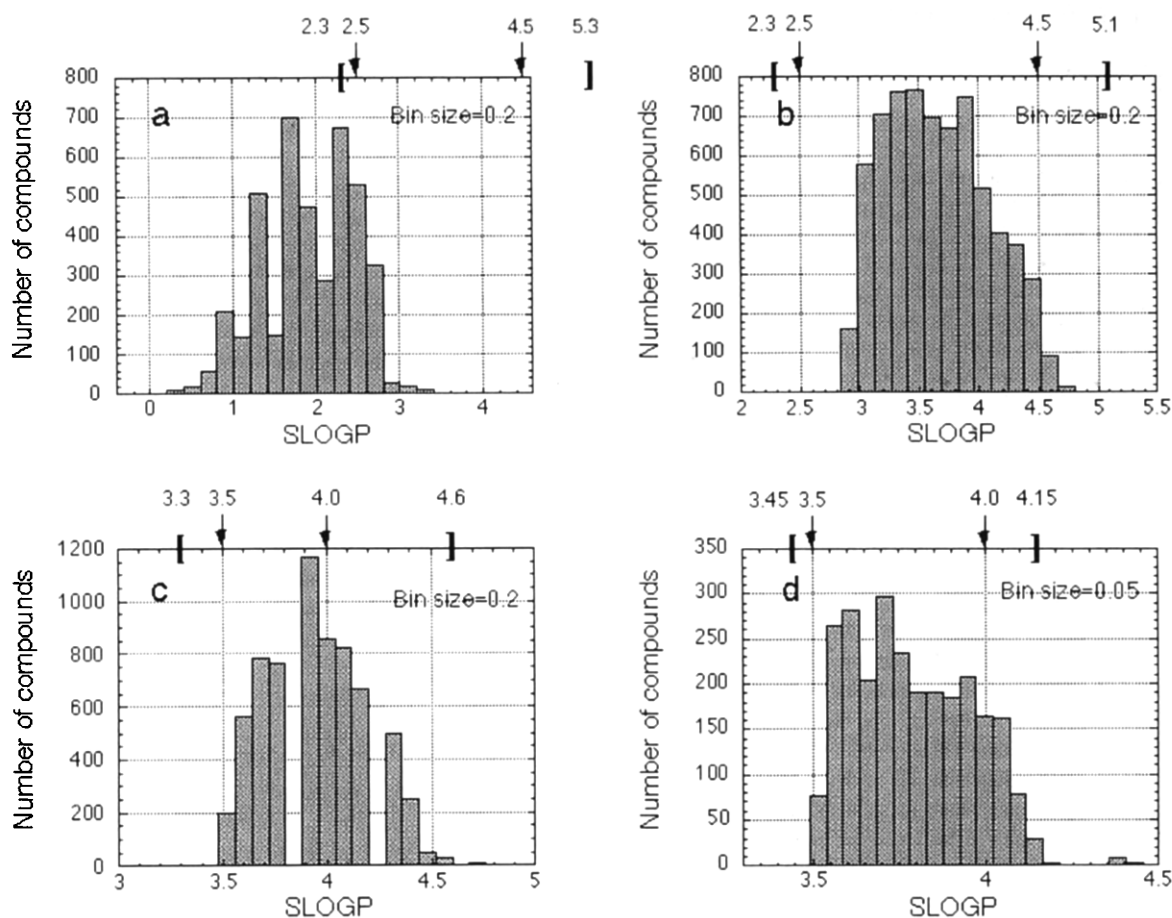 2.3 2.5 4.5 5.3
800
700
600
500
400
300
200
100
0
Number of compounds
a
Bin size=0.2
0 1 2 3 4
SLOGP
2.3 2.5 4.5 5.1
800
700
600
500
400
300
200
100
0
Number of compounds
b
Bin size=0.2
2 2.5 3 3.5 4 4.5 5 5.5
SLOGP
3.3 3.5 4.0 4.6
1200
1000
800
600
400
200
0
Number of compounds
c
Bin size=0.2
3 3.5 4 4.5 5
SLOGP
3.45 3.5 4.0 4.15
350
300
250
200
150
100
50
0
Number of compounds
d
Bin size=0.05
3.5 4 4.5
SLOGP